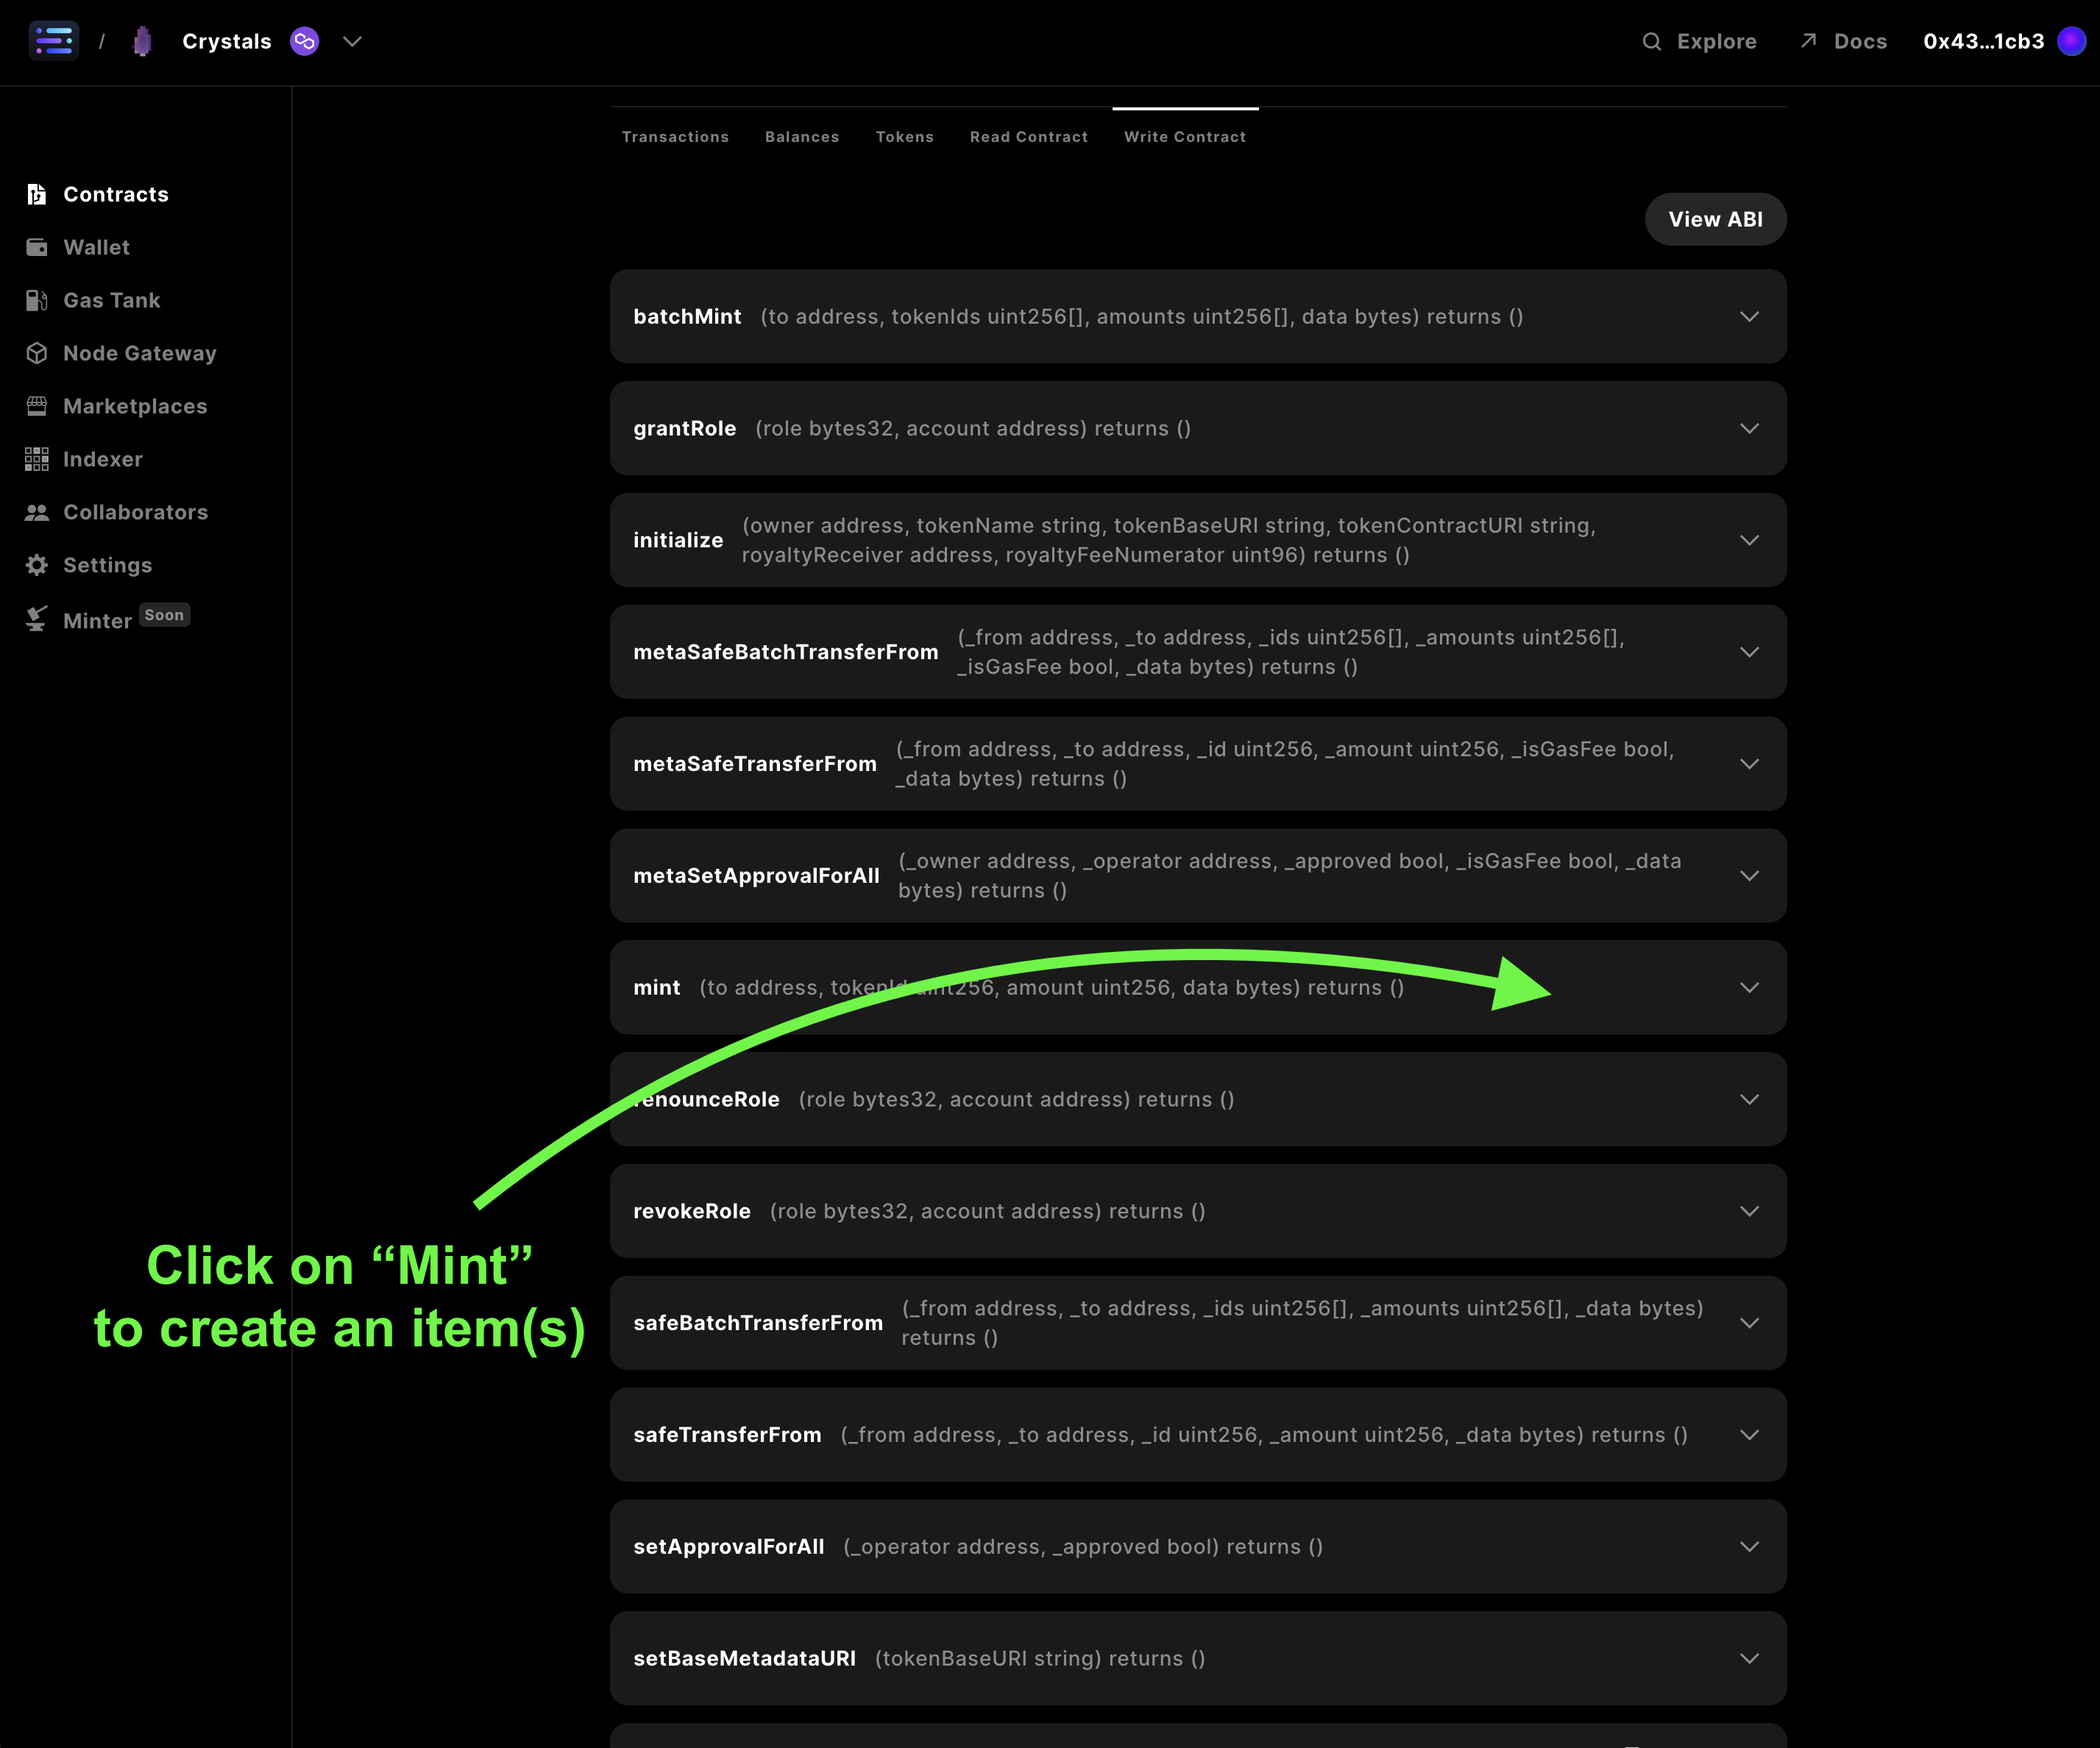 / Crystals
Explore
Docs
0x43...1cb3
Contracts
Wallet
Gas Tank
Node Gateway
Marketplaces
Indexer
Collaborators
Settings
Minter Soon
Transactions Balances Tokens Read Contract Write Contract
View ABI
batchMint (to address, tokenIds uint256[], amounts uint256[], data bytes) returns ()
grantRole (role bytes32, account address) returns ()
initialize (owner address, tokenName string, tokenBaseURI string, tokenContractURI string,
royaltyReceiver address, royaltyFeeNumerator uint96) returns ()
metaSafeBatchTransferFrom (_from address, _to address, _ids uint256[], _amounts uint256[],
_isGasFee bool, _data bytes) returns ()
metaSafeTransferFrom (_from address, _to address, _id uint256, _amount uint256, _isGasFee bool,
_data bytes) returns ()
metaSetApprovalForAll (_owner address, _operator address, _approved bool, _isGasFee bool, _data
bytes) returns ()
mint (to address, tokenId uint256, amount uint256, data bytes) returns ()
renounceRole (role bytes32, account address) returns ()
revokeRole (role bytes32, account address) returns ()
Click on “Mint”
to create an item(s)
safeBatchTransferFrom (_from address, _to address, _ids uint256[], _amounts uint256[], _data bytes)
returns ()
safeTransferFrom (_from address, _to address, _id uint256, _amount uint256, _data bytes) returns ()
setApprovalForAll (_operator address, _approved bool) returns ()
setBaseMetadataURI (tokenBaseURI string) returns ()